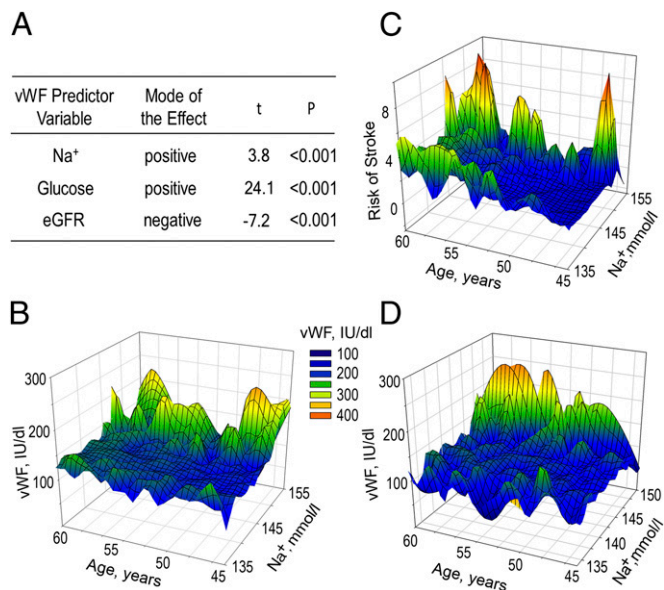 A
vWF Predictor Variable Mode of the Effect t P
Na+ positive 3.8 <0.001
Glucose positive 24.1 <0.001
eGFR negative -7.2 <0.001
C
Risk of Stroke
8
4
0
60 55 50 45
Age, years
135 145 155
Na+,mmol/l
B
vWF, IU/dl
300
200
100
60 55 50 45
Age, years
135 145 155
Na+,mmol/l
vWF, IU/dl
100
200
300
400
D
vWF, IU/dl
300
200
100
60 55 50 45
Age, years
135 140 145 150
Na+,mmol/l